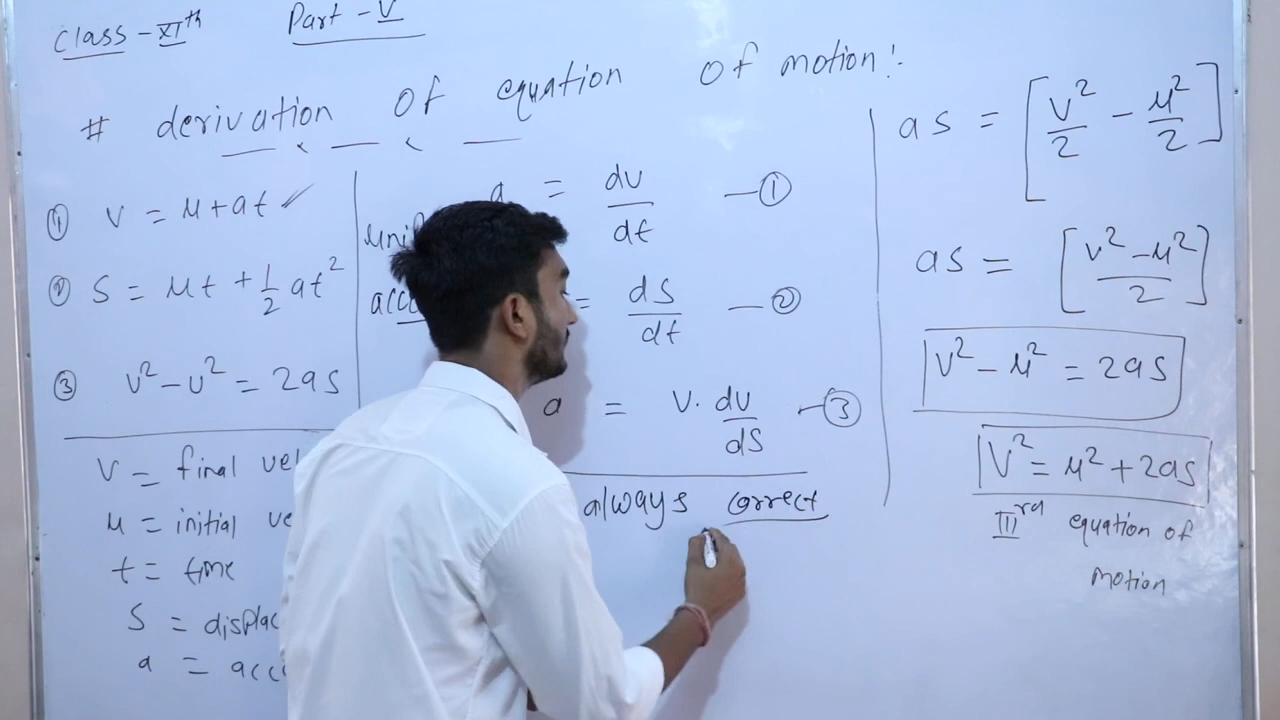 Class - XIth Part - V
# derivation Of equation Of motion :-
① V = u + at ✓
② S = ut + 1/2 at²
③ v² - u² = 2as
V = final vel
u = initial ve
t = time
S = displac
a = acc
a = dv/dt — ①
= ds/dt — ②
a = v. dv/ds — ③
always correct
as = [v²/2 - u²/2]
as = [v² - u²/2]
v² - u² = 2as
V² = u² + 2as
IIIrd equation of
motion